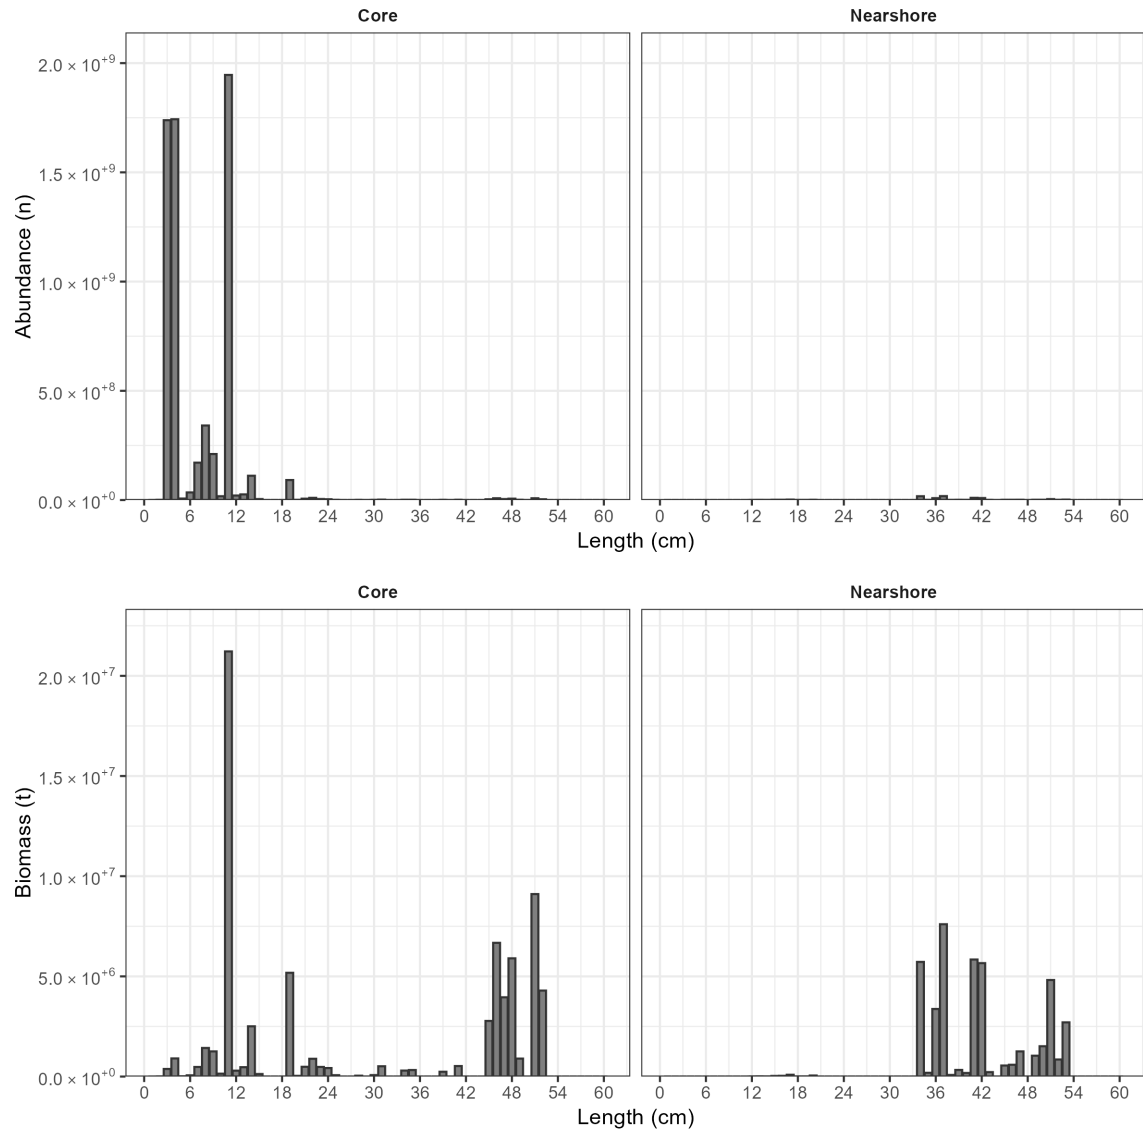 Core Nearshore
Abundance (n)
2.0 × 10⁺⁹
1.5 × 10⁺⁹
1.0 × 10⁺⁹
5.0 × 10⁺⁸
0.0 × 10⁺⁰
0 6 12 18 24 30 36 42 48 54 60 0 6 12 18 24 30 36 42 48 54 60
Length (cm)
Core Nearshore
Biomass (t)
2.0 × 10⁺⁷
1.5 × 10⁺⁷
1.0 × 10⁺⁷
5.0 × 10⁺⁶
0.0 × 10⁺⁰
0 6 12 18 24 30 36 42 48 54 60 0 6 12 18 24 30 36 42 48 54 60
Length (cm)